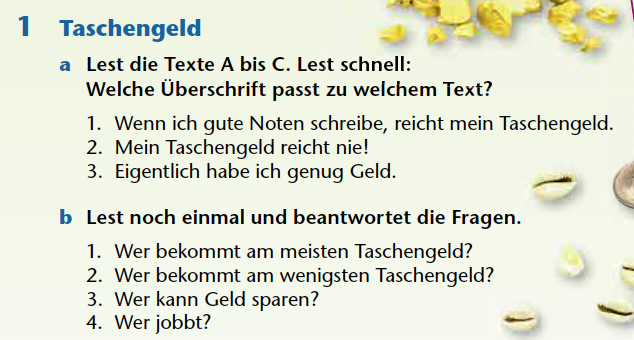 1 Taschengeld
a Lest die Texte A bis C. Lest schnell:
Welche Überschrift passt zu welchem Text?
1. Wenn ich gute Noten schreibe, reicht mein Taschengeld.
2. Mein Taschengeld reicht nie!
3. Eigentlich habe ich genug Geld.
b Lest noch einmal und beantwortet die Fragen.
1. Wer bekommt am meisten Taschengeld?
2. Wer bekommt am wenigsten Taschengeld?
3. Wer kann Geld sparen?
4. Wer jobbt?